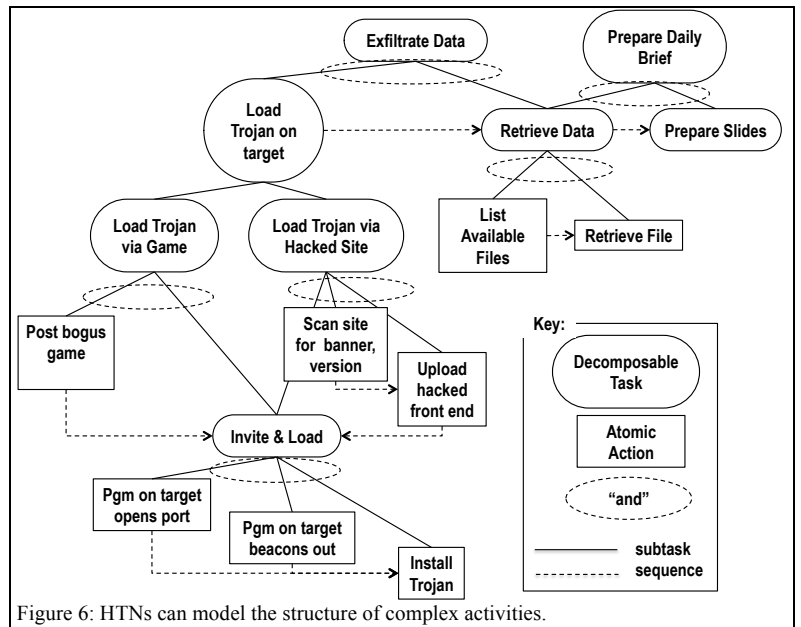 Exfiltrate Data
Prepare Daily
Brief
Load
Trojan on
target
Retrieve Data
Prepare Slides
Load Trojan
via Game
Load Trojan via
Hacked Site
List
Available
Files
Retrieve File
Post bogus
game
Scan site
for banner,
version
Upload
hacked
front end
Invite & Load
Pgm on target
opens port
Pgm on target
beacons out
Install
Trojan
Key:
Decomposable
Task
Atomic
Action
“and”
subtask
sequence
Figure 6: HTNs can model the structure of complex activities.